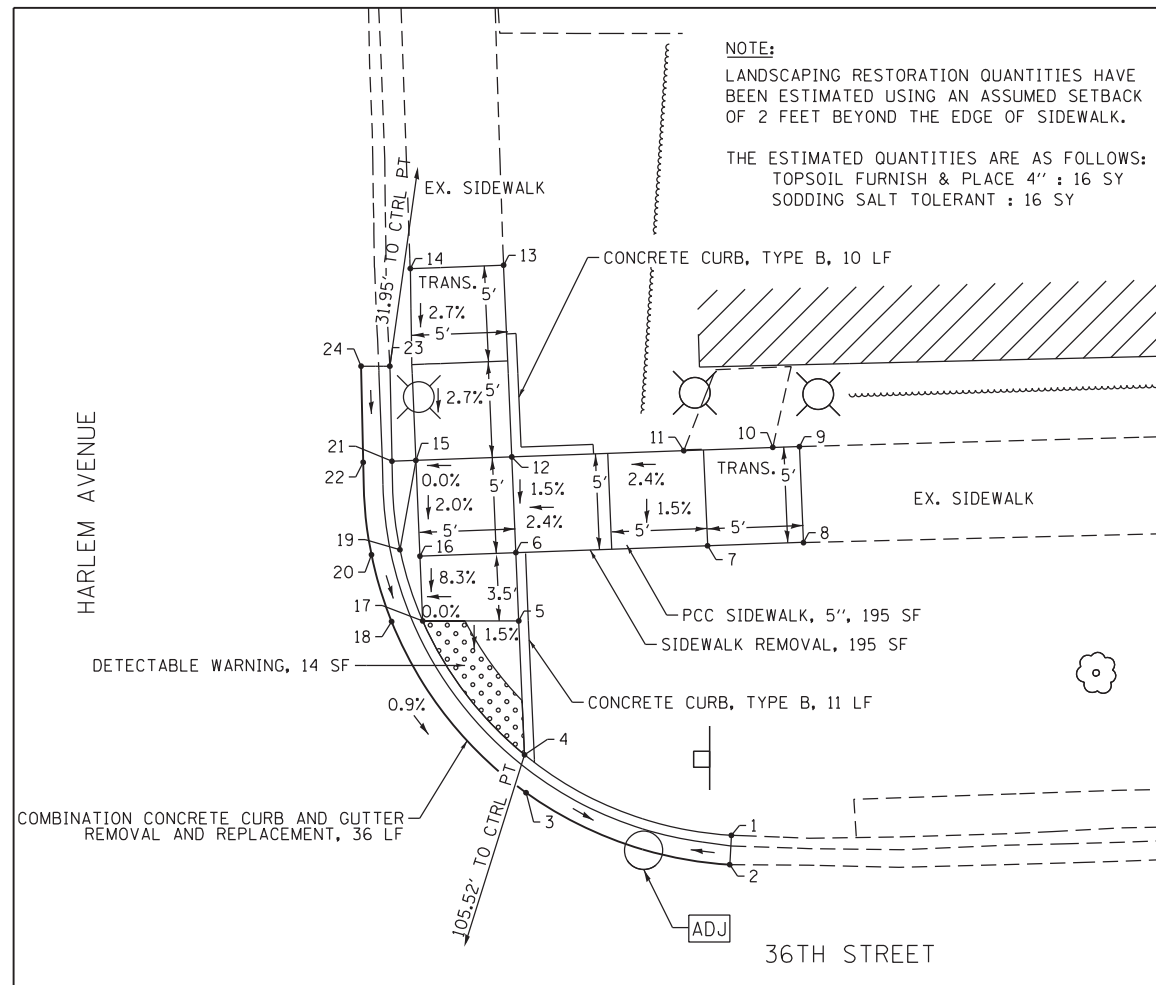 NOTE:
LANDSCAPING RESTORATION QUANTITIES HAVE
BEEN ESTIMATED USING AN ASSUMED SETBACK
OF 2 FEET BEYOND THE EDGE OF SIDEWALK.
THE ESTIMATED QUANTITIES ARE AS FOLLOWS:
TOPSOIL FURNISH & PLACE 4'' : 16 SY
SODDING SALT TOLERANT : 16 SY
31.95' TO CTRL PT
EX. SIDEWALK
CONCRETE CURB, TYPE B, 10 LF
14
13
TRANS.
2.7%
5'
5'
24
23
2.7%
5'
HARLEM AVENUE
21
22
15
12
11
10
9
0.0%
2.0%
5'
5'
1.5%
2.4%
5'
2.4%
1.5%
5'
TRANS.
5'
5'
EX. SIDEWALK
19
20
16
6
7
8
8.3%
0.0%
3.5'
17
18
5
1.5%
PCC SIDEWALK, 5'', 195 SF
SIDEWALK REMOVAL, 195 SF
DETECTABLE WARNING, 14 SF
0.9%
CONCRETE CURB, TYPE B, 11 LF
4
3
COMBINATION CONCRETE CURB AND GUTTER
REMOVAL AND REPLACEMENT, 36 LF
1
2
105.52' TO CTRL PT
ADJ
36TH STREET